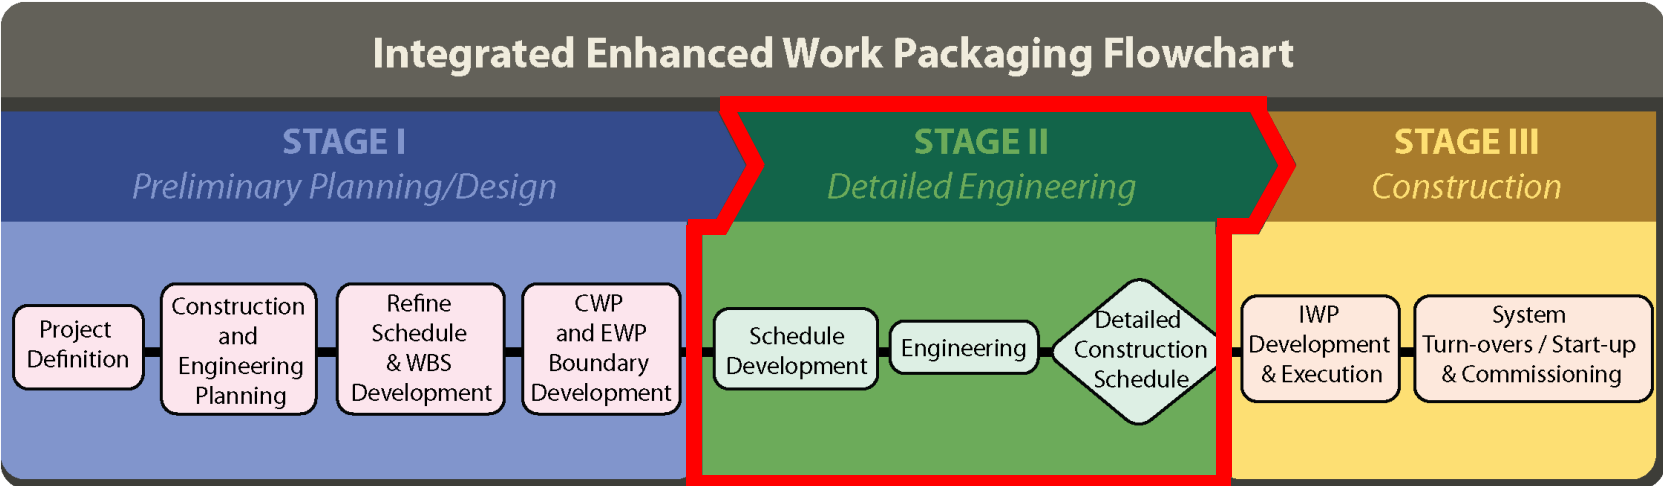 Integrated Enhanced Work Packaging Flowchart
STAGE I
Preliminary Planning/Design
STAGE II
Detailed Engineering
STAGE III
Construction
Project
Definition
Construction
and
Engineering
Planning
Refine
Schedule
& WBS
Development
CWP
and EWP
Boundary
Development
Schedule
Development
Engineering
Detailed
Construction
Schedule
IWP
Development
& Execution
System
Turn-overs / Start-up
& Commissioning